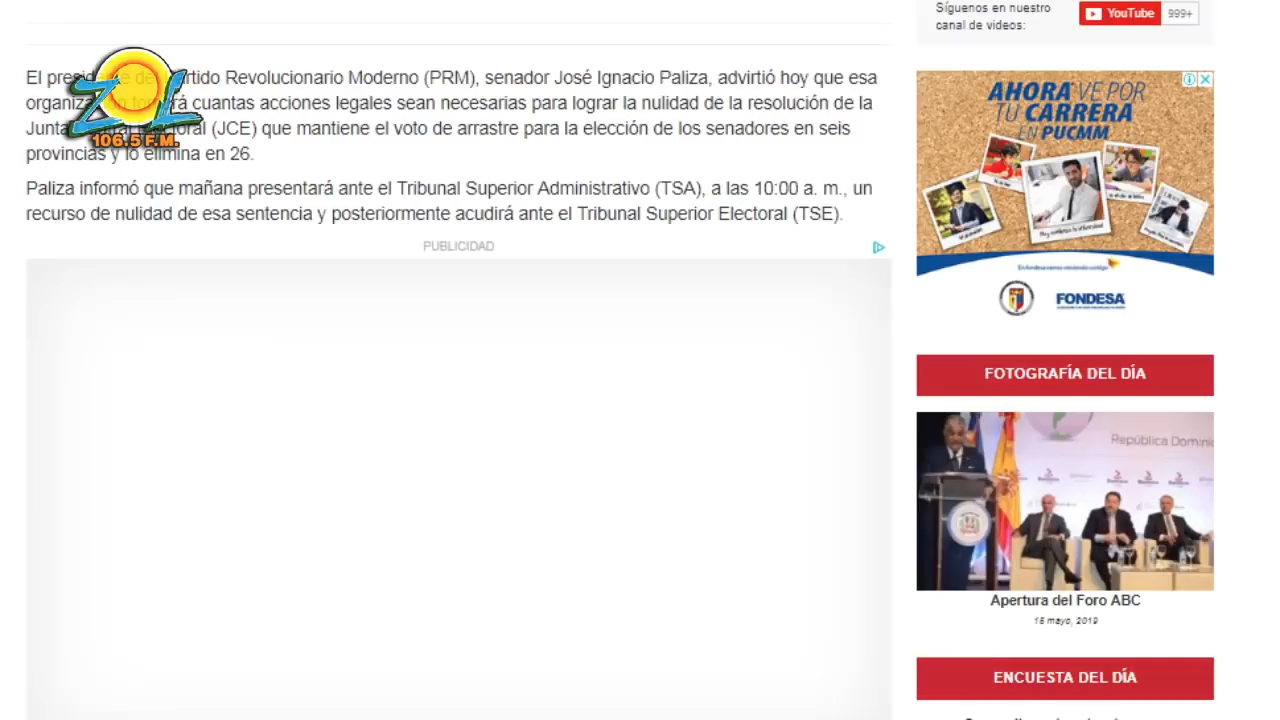 Síguenos en nuestro
canal de videos:
YouTube 999+
El presidente del Partido Revolucionario Moderno (PRM), senador José Ignacio Paliza, advirtió hoy que esa
cuantas acciones legales sean necesarias para lograr la nulidad de la resolución de la
Junta (JCE) que mantiene el voto de arrastre para la elección de los senadores en seis
provincias y lo elimina en 26.
ZOL
106.5 F.M.
Paliza informó que mañana presentará ante el Tribunal Superior Administrativo (TSA), a las 10:00 a. m., un
recurso de nulidad de esa sentencia y posteriormente acudirá ante el Tribunal Superior Electoral (TSE).
PUBLICIDAD
AHORA VE POR
TU CARRERA
EN PUCMM
FONDESA
FOTOGRAFÍA DEL DÍA
República Domini
Apertura del Foro ABC
15 mayo, 2019
ENCUESTA DEL DÍA